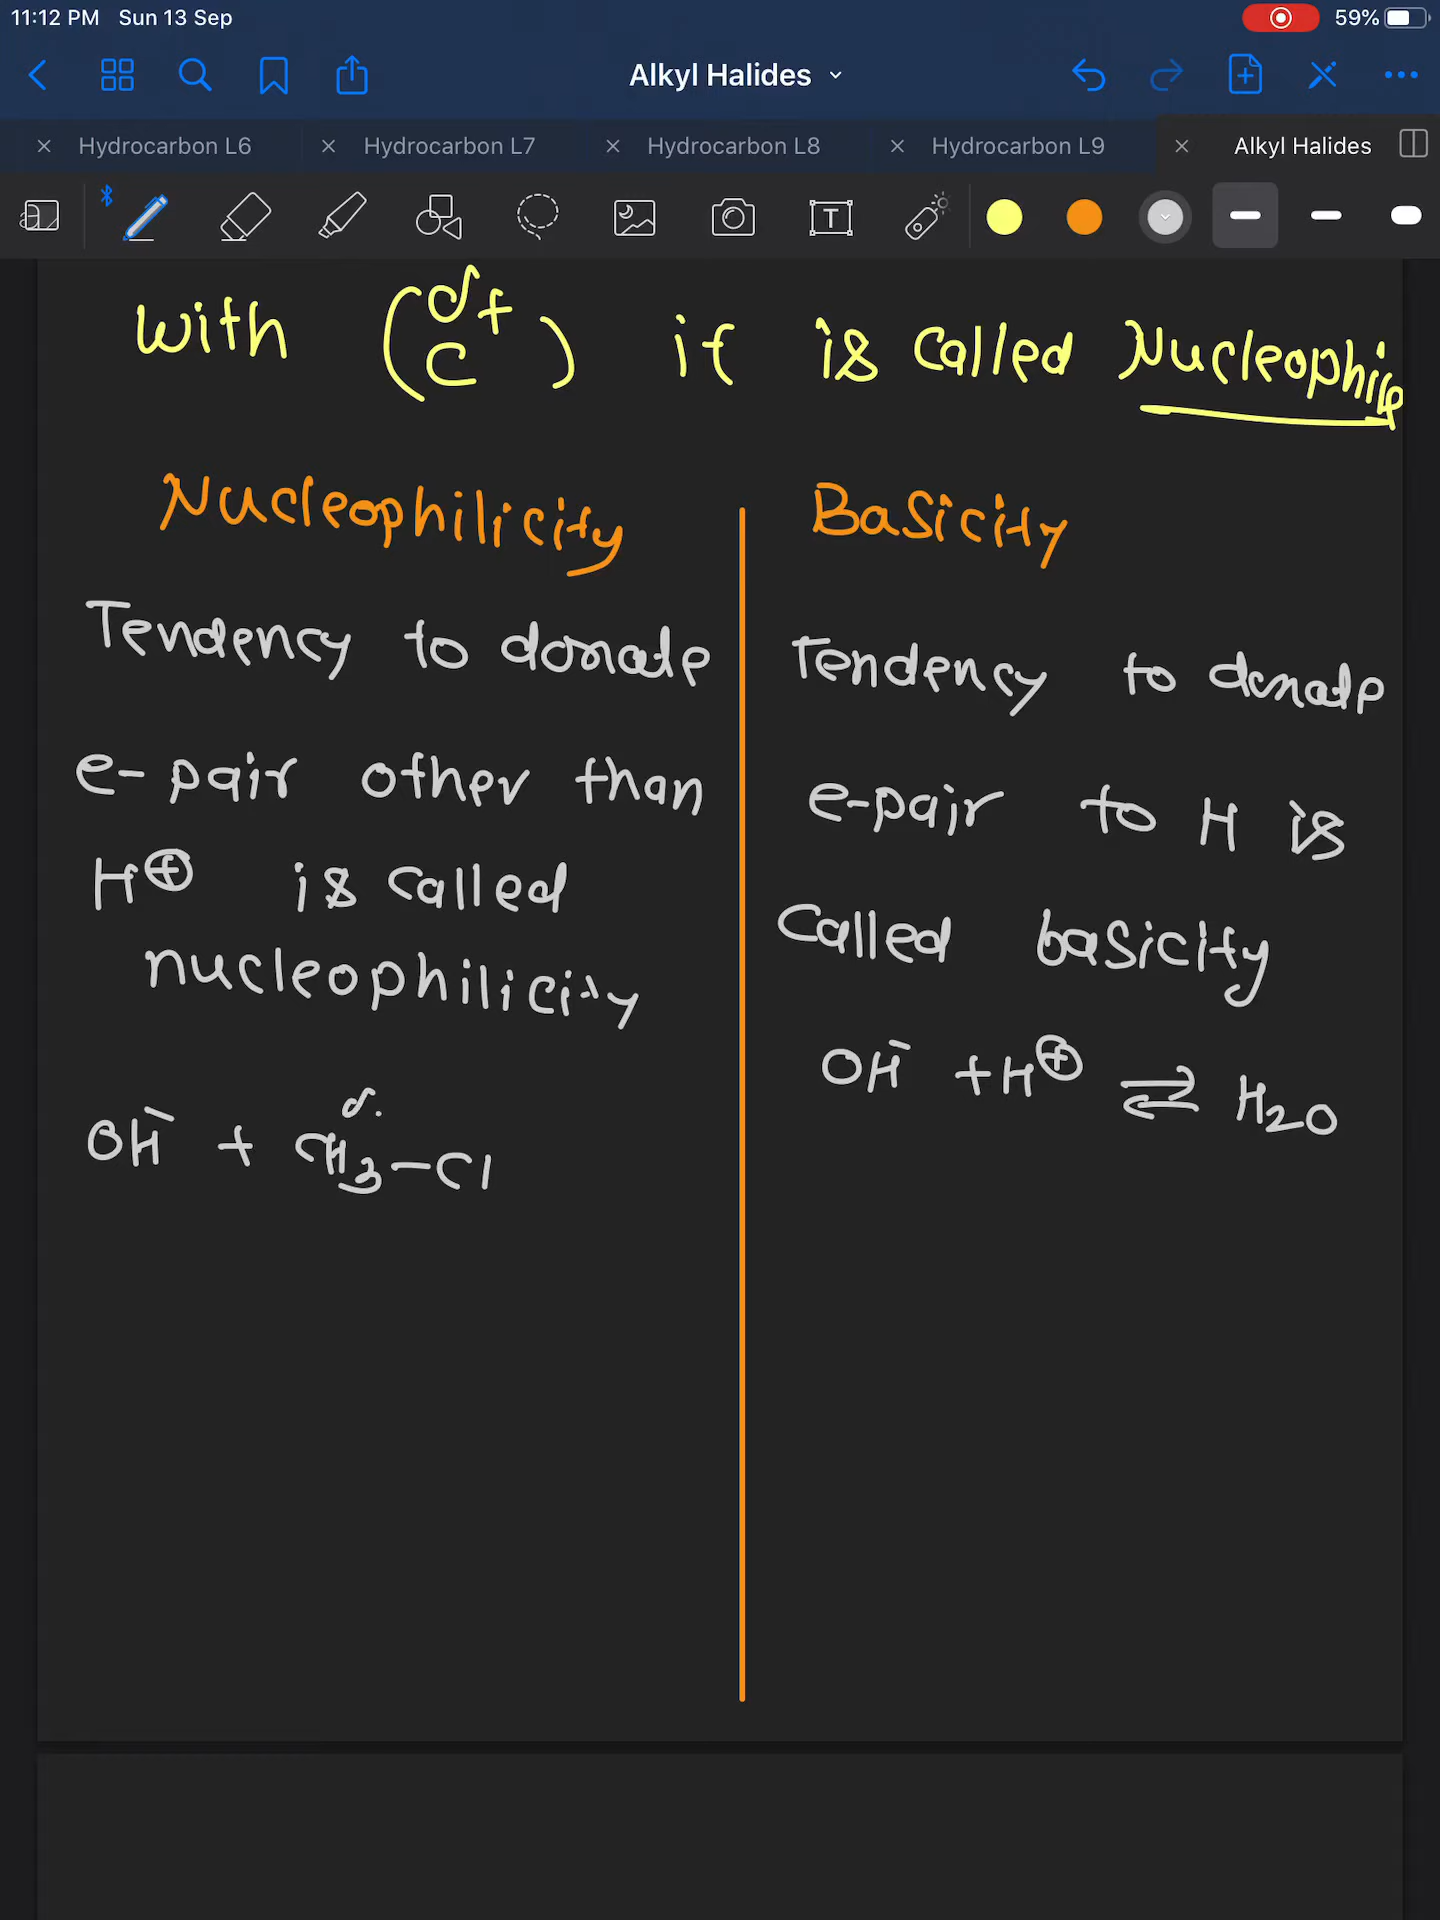 11:12 PM Sun 13 Sep 59%
Alkyl Halides
Hydrocarbon L6 Hydrocarbon L7 Hydrocarbon L8 Hydrocarbon L9 Alkyl Halides
a T
with (C^δ+) it is called Nucleophile
Nucleophilicity
Tendency to donate
e- pair other than
H⊕ is called
nucleophilicity
OH⁻ + CH₃-Cl
Basicity
Tendency to donate
e-pair to H is
called basicity
OH⁻ + H⊕ ⇌ H₂O